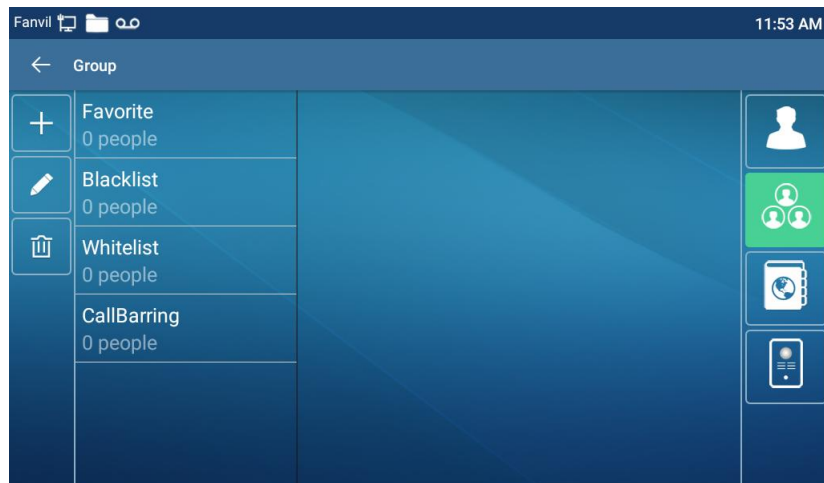 Fanvil 11:53 AM
Group
Favorite
0 people
Blacklist
0 people
Whitelist
0 people
CallBarring
0 people